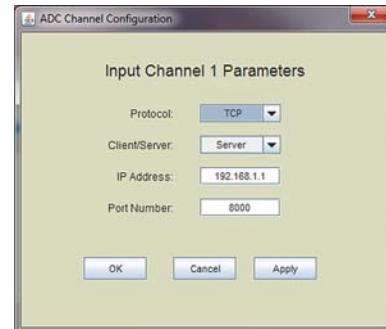 ADC Channel Configuration
Input Channel 1 Parameters
Protocol: TCP
Client/Server: Server
IP Address: 192.168.1.1
Port Number: 8000
OK Cancel Apply